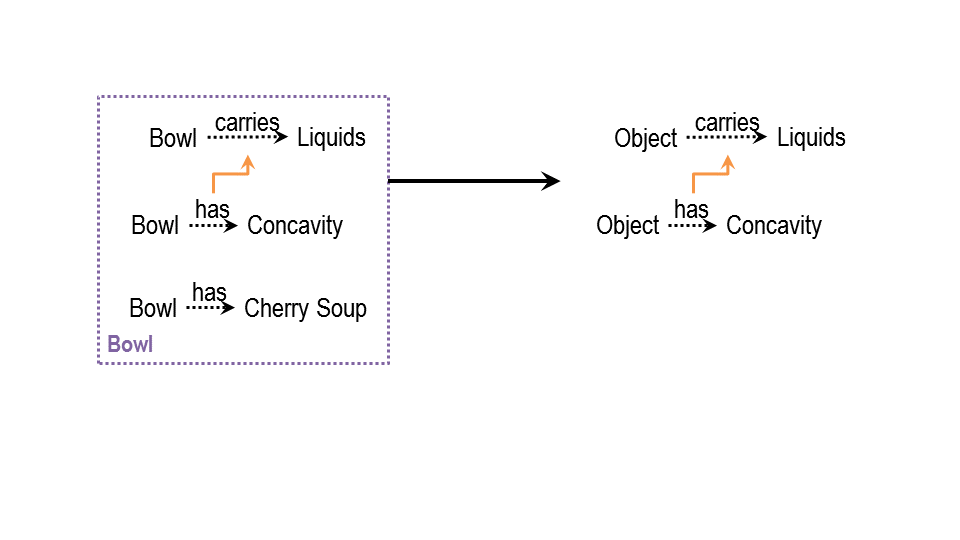 carries
Bowl Liquids
has
Bowl Concavity
has
Bowl Cherry Soup
Bowl
carries
Object Liquids
has
Object Concavity